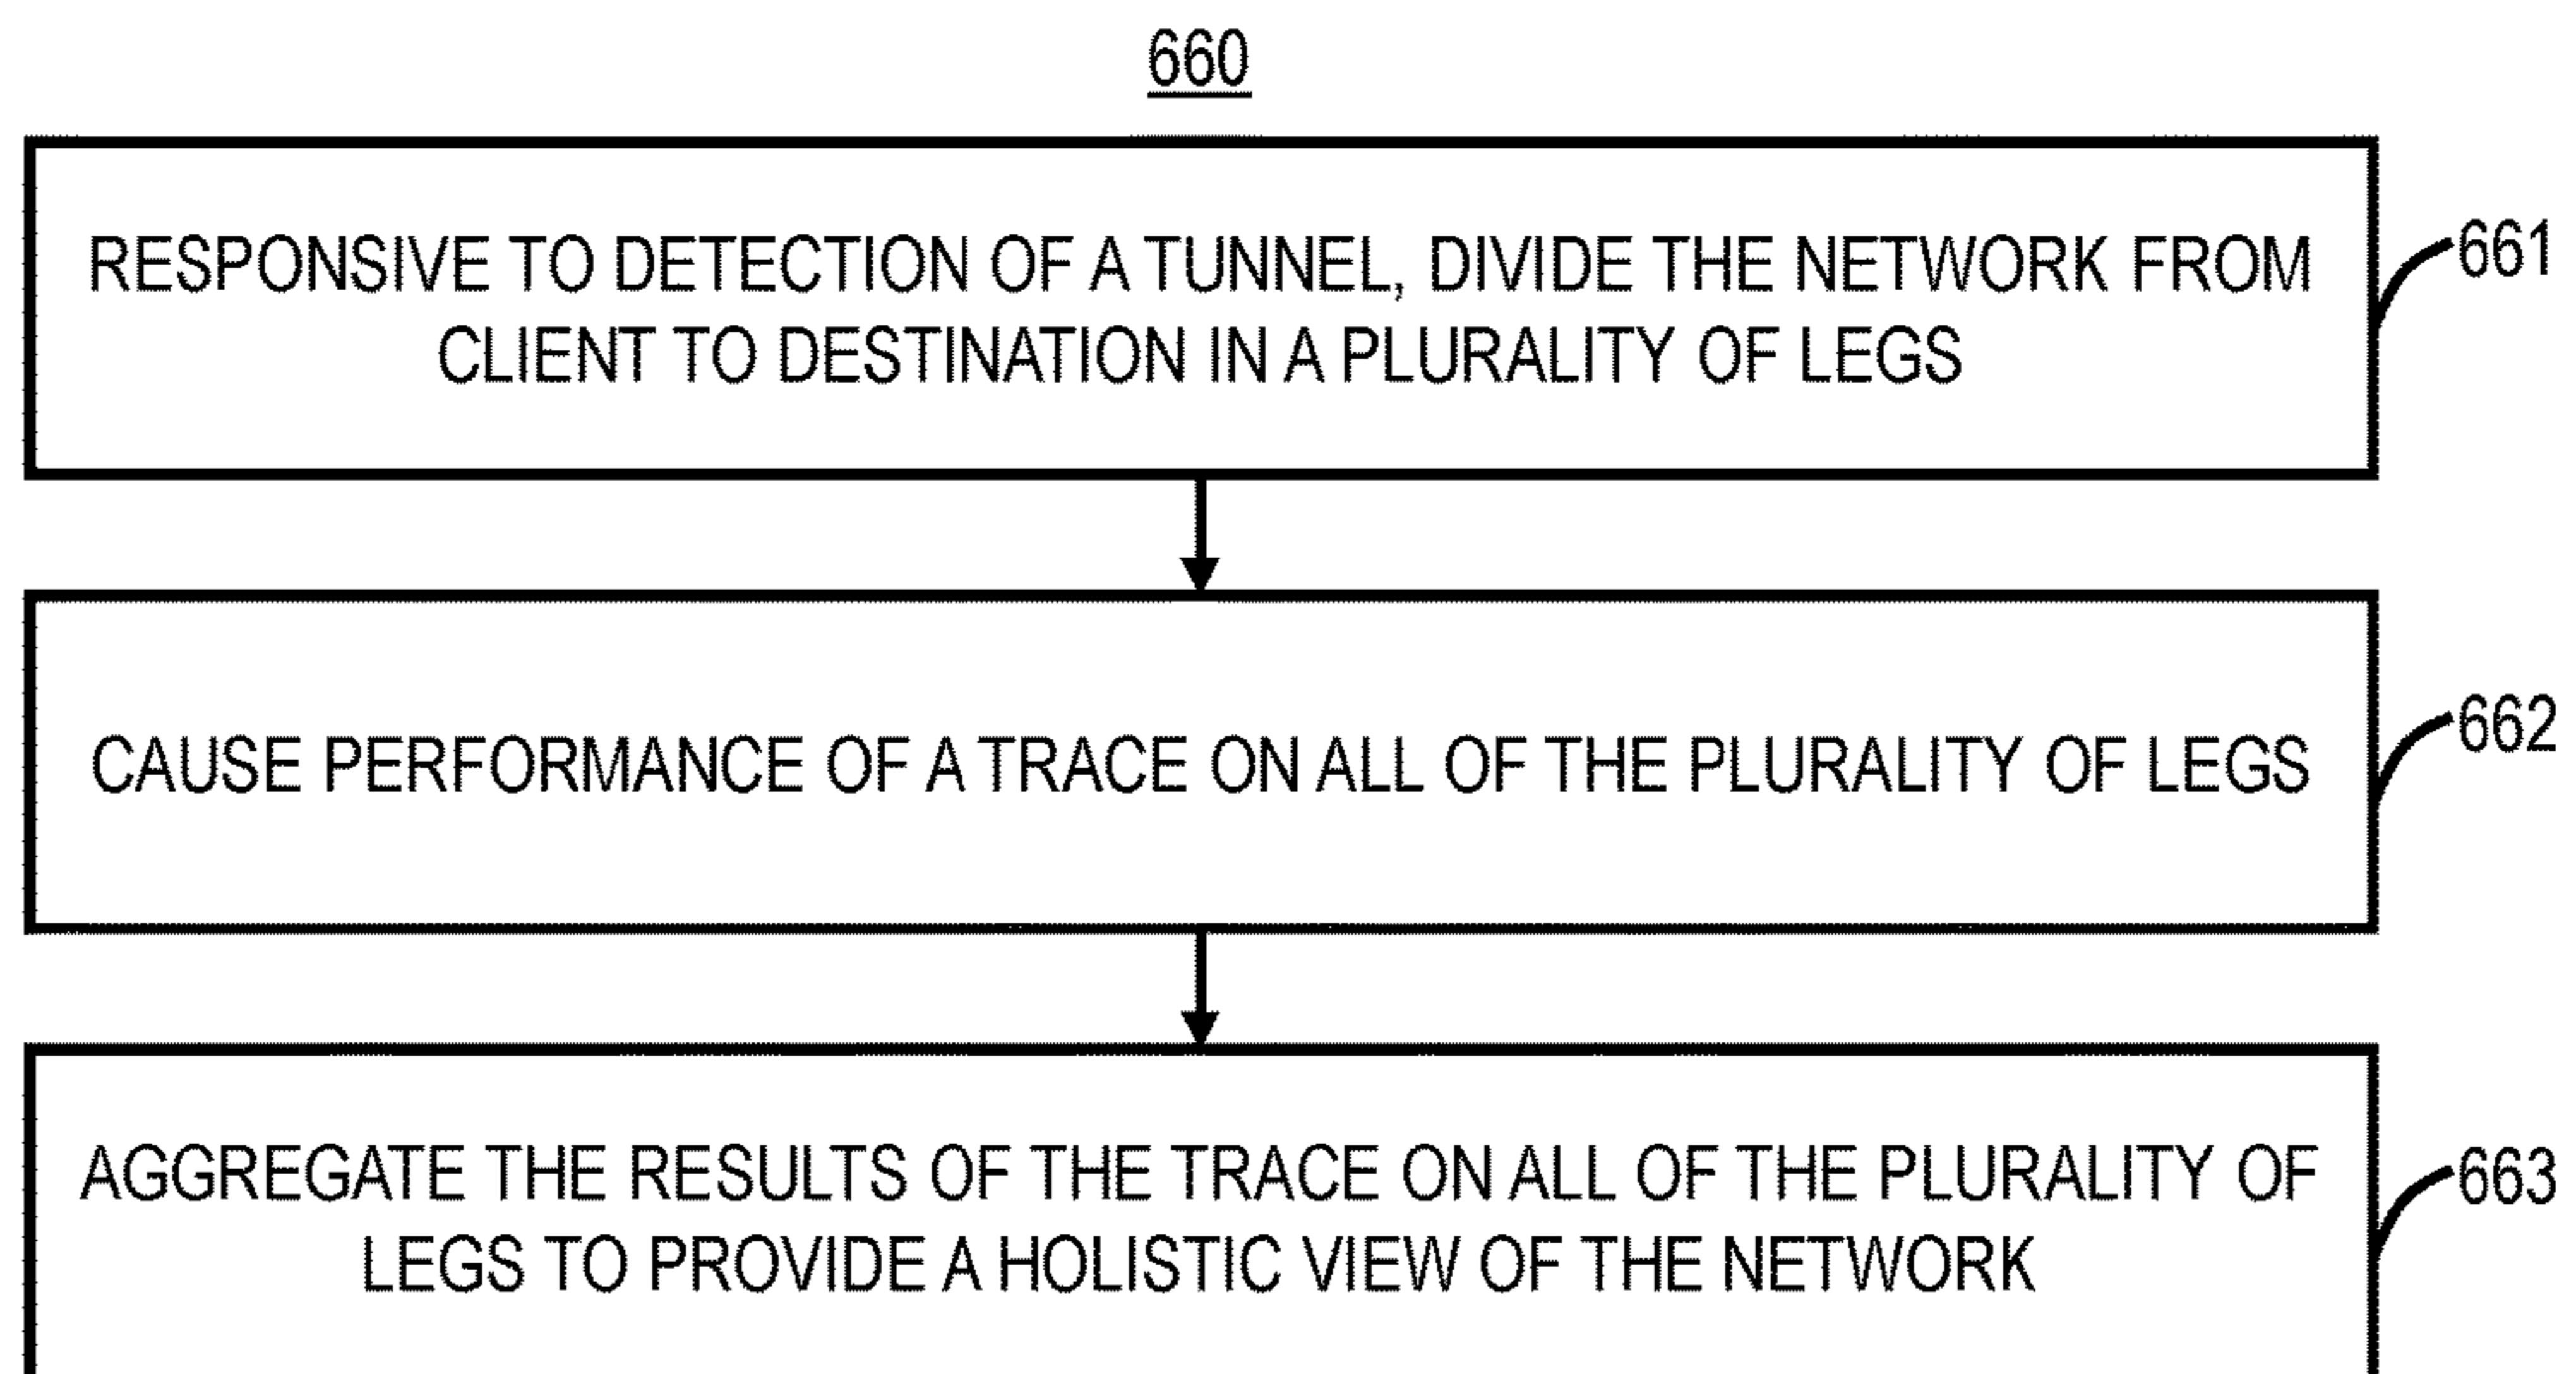 660
RESPONSIVE TO DETECTION OF A TUNNEL, DIVIDE THE NETWORK FROM
CLIENT TO DESTINATION IN A PLURALITY OF LEGS
661
CAUSE PERFORMANCE OF A TRACE ON ALL OF THE PLURALITY OF LEGS
662
AGGREGATE THE RESULTS OF THE TRACE ON ALL OF THE PLURALITY OF
LEGS TO PROVIDE A HOLISTIC VIEW OF THE NETWORK
663